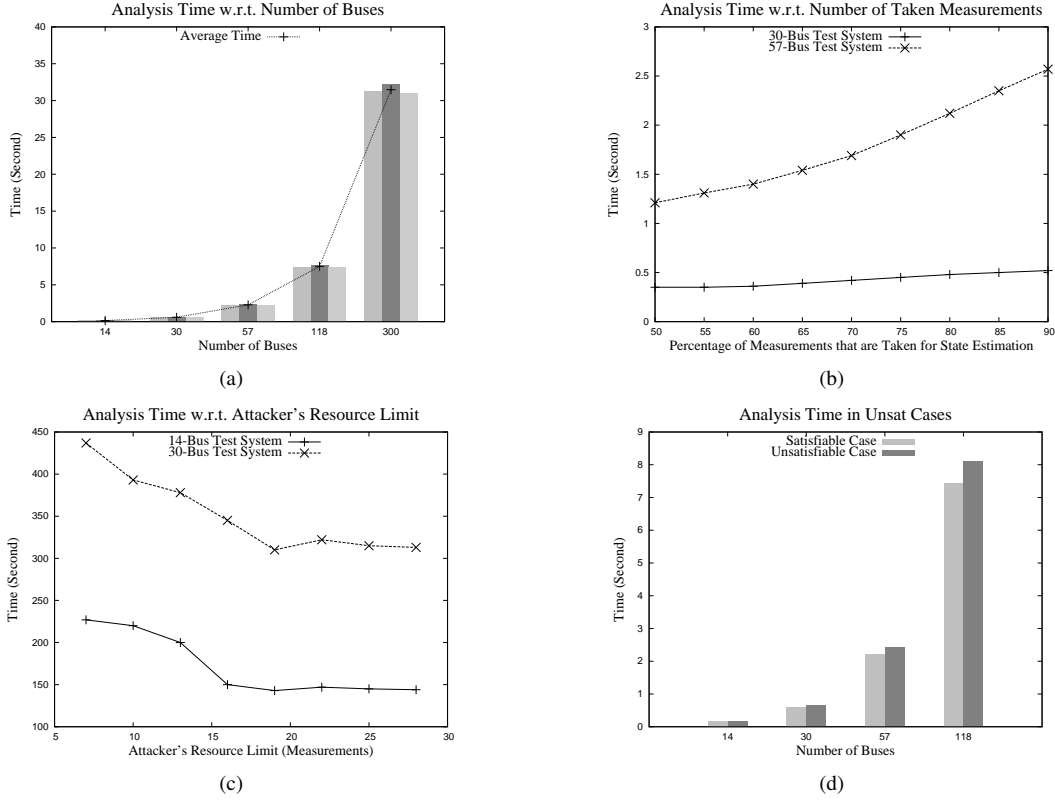 Analysis Time w.r.t. Number of Buses
40
35
30
25
20
15
10
5
0
Time (Second)
Average Time
14 30 57 118 300
Number of Buses
(a)
Analysis Time w.r.t. Number of Taken Measurements
3
2.5
2
1.5
1
0.5
0
Time (Second)
30-Bus Test System
57-Bus Test System
50 55 60 65 70 75 80 85 90
Percentage of Measurements that are Taken for State Estimation
(b)
Analysis Time w.r.t. Attacker's Resource Limit
450
400
350
300
250
200
150
100
Time (Second)
14-Bus Test System
30-Bus Test System
5 10 15 20 25 30
Attacker's Resource Limit (Measurements)
(c)
Analysis Time in Unsat Cases
9
8
7
6
5
4
3
2
1
0
Time (Second)
Satisfiable Case
Unsatisfiable Case
14 30 57 118
Number of Buses
(d)